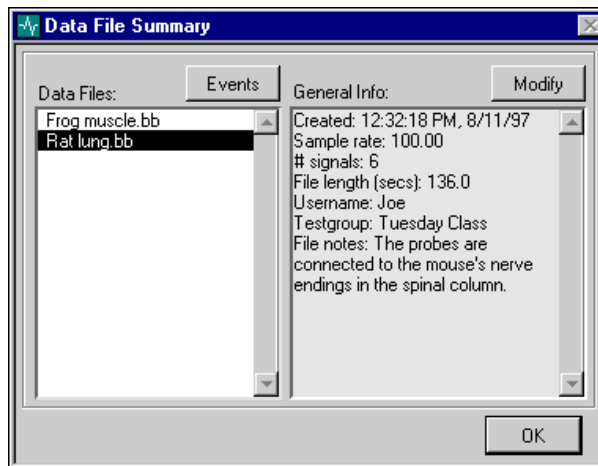 Data File Summary
Data Files:
Events
Frog muscle.bb
Rat lung.bb
General Info:
Modify
Created: 12:32:18 PM, 8/11/97
Sample rate: 100.00
# signals: 6
File length (secs): 136.0
Username: Joe
Testgroup: Tuesday Class
File notes: The probes are
connected to the mouse's nerve
endings in the spinal column.
OK